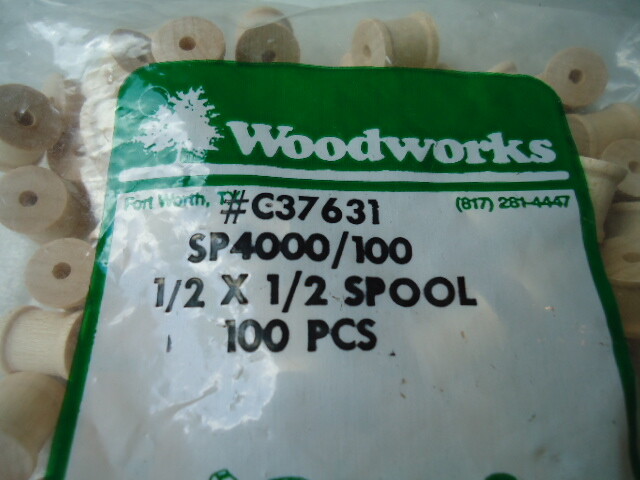 Woodworks
Fort Worth, TX (817) 281-4447
#C37631
SP4000/100
1/2 X 1/2 SPOOL
100 PCS